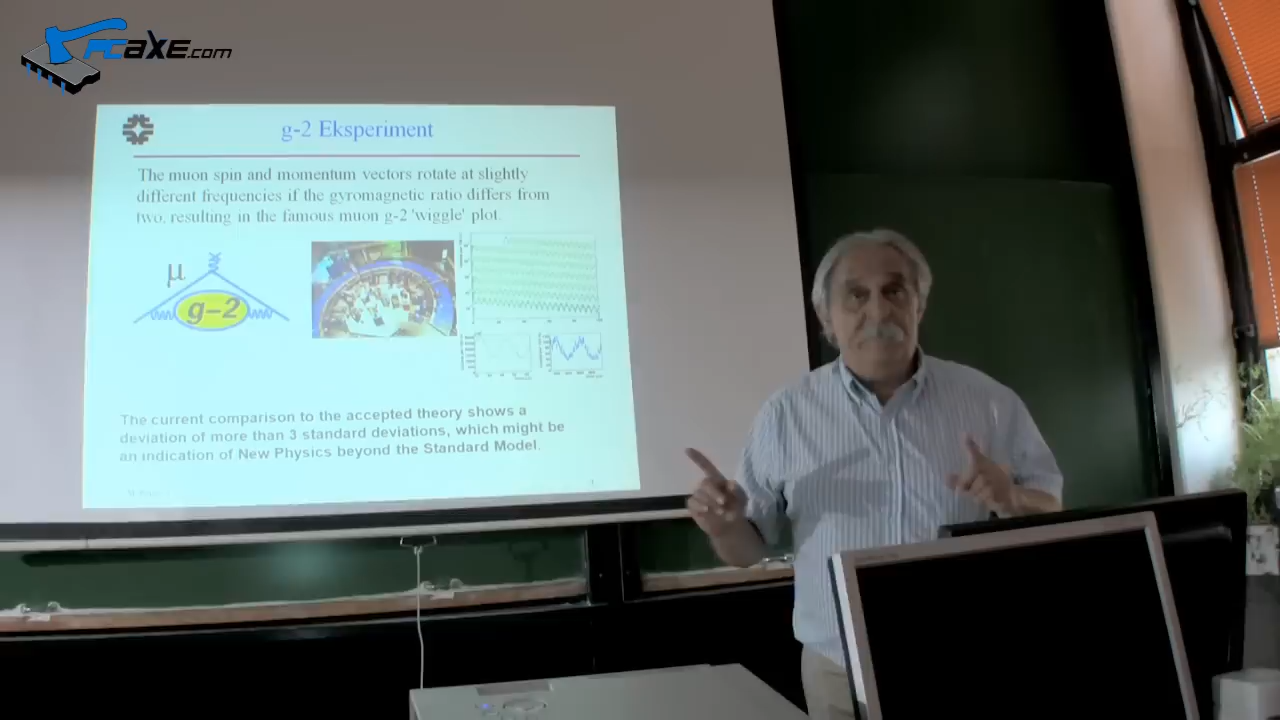 PCaxe.com
g-2 Eksperiment
The muon spin and momentum vectors rotate at slightly
different frequencies if the gyromagnetic ratio differs from
two, resulting in the famous muon g-2 'wiggle' plot.
μ
g-2
The current comparison to the accepted theory shows a
deviation of more than 3 standard deviations, which might be
an indication of New Physics beyond the Standard Model.